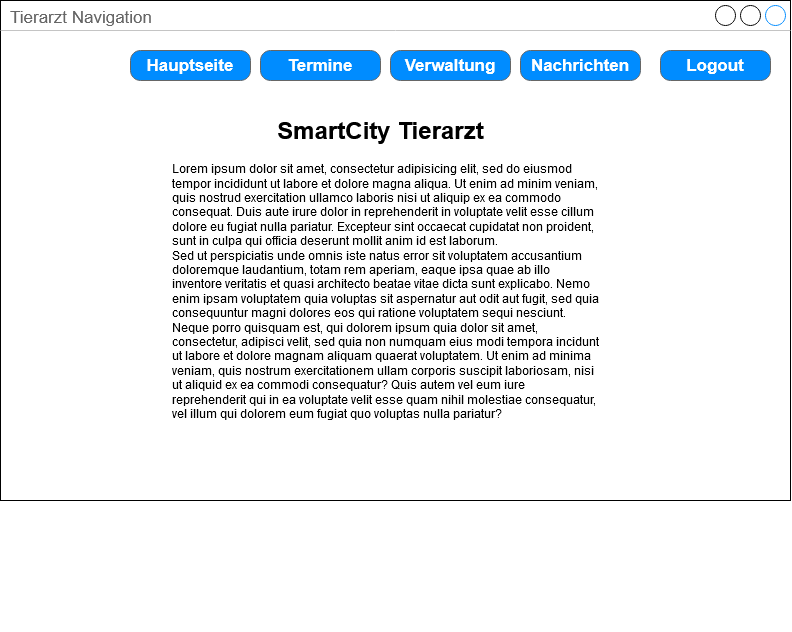 Tierarzt Navigation
Hauptseite Termine Verwaltung Nachrichten Logout
SmartCity Tierarzt
Lorem ipsum dolor sit amet, consectetur adipisicing elit, sed do eiusmod
tempor incididunt ut labore et dolore magna aliqua. Ut enim ad minim veniam,
quis nostrud exercitation ullamco laboris nisi ut aliquip ex ea commodo
consequat. Duis aute irure dolor in reprehenderit in voluptate velit esse cillum
dolore eu fugiat nulla pariatur. Excepteur sint occaecat cupidatat non proident,
sunt in culpa qui officia deserunt mollit anim id est laborum.
Sed ut perspiciatis unde omnis iste natus error sit voluptatem accusantium
doloremque laudantium, totam rem aperiam, eaque ipsa quae ab illo
inventore veritatis et quasi architecto beatae vitae dicta sunt explicabo. Nemo
enim ipsam voluptatem quia voluptas sit aspernatur aut odit aut fugit, sed quia
consequuntur magni dolores eos qui ratione voluptatem sequi nesciunt.
Neque porro quisquam est, qui dolorem ipsum quia dolor sit amet,
consectetur, adipisci velit, sed quia non numquam eius modi tempora incidunt
ut labore et dolore magnam aliquam quaerat voluptatem. Ut enim ad minima
veniam, quis nostrum exercitationem ullam corporis suscipit laboriosam, nisi
ut aliquid ex ea commodi consequatur? Quis autem vel eum iure
reprehenderit qui in ea voluptate velit esse quam nihil molestiae consequatur,
vel illum qui dolorem eum fugiat quo voluptas nulla pariatur?